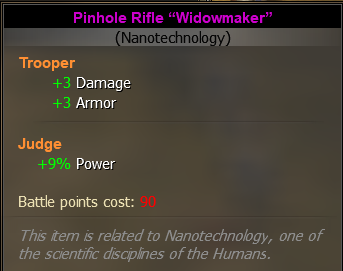 Pinhole Rifle “Widowmaker”
(Nanotechnology)
Trooper
+3 Damage
+3 Armor
Judge
+9% Power
Battle points cost: 90
This item is related to Nanotechnology, one of
the scientific disciplines of the Humans.